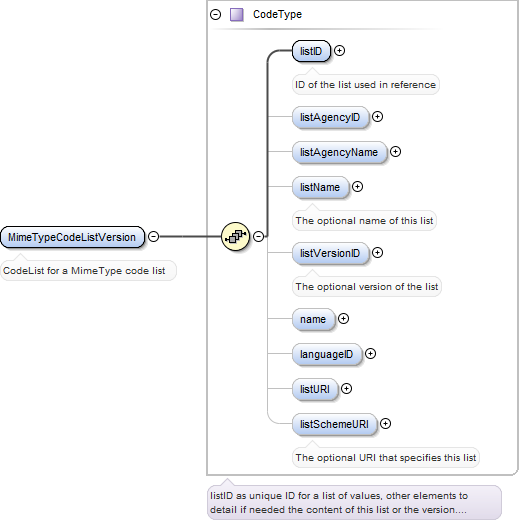 CodeType
listID
ID of the list used in reference
listAgencyID
listAgencyName
listName
The optional name of this list
MimeTypeCodeListVersion
CodeList for a MimeType code list
listVersionID
The optional version of the list
name
languageID
listURI
listSchemeURI
The optional URI that specifies this list
listID as unique ID for a list of values, other elements to
detail if needed the content of this list or the version....